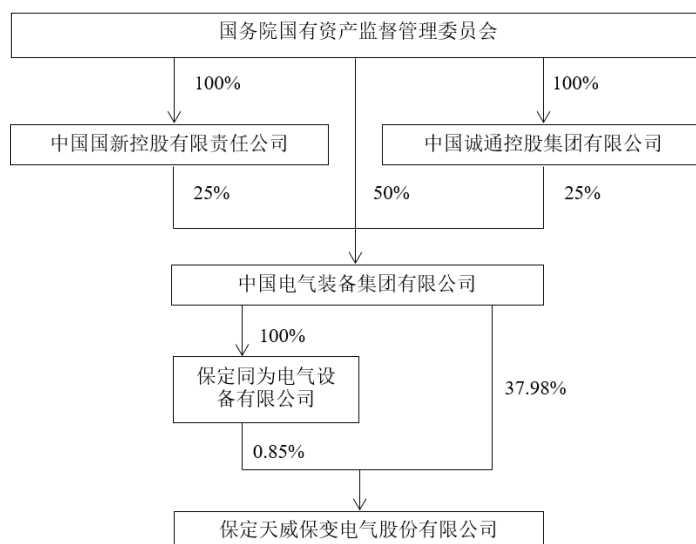 国务院国有资产监督管理委员会
100%
100%
中国国新控股有限责任公司
中国诚通控股集团有限公司
25%
50%
25%
中国电气装备集团有限公司
100%
保定同为电气设
备有限公司
37.98%
0.85%
保定天威保变电气股份有限公司